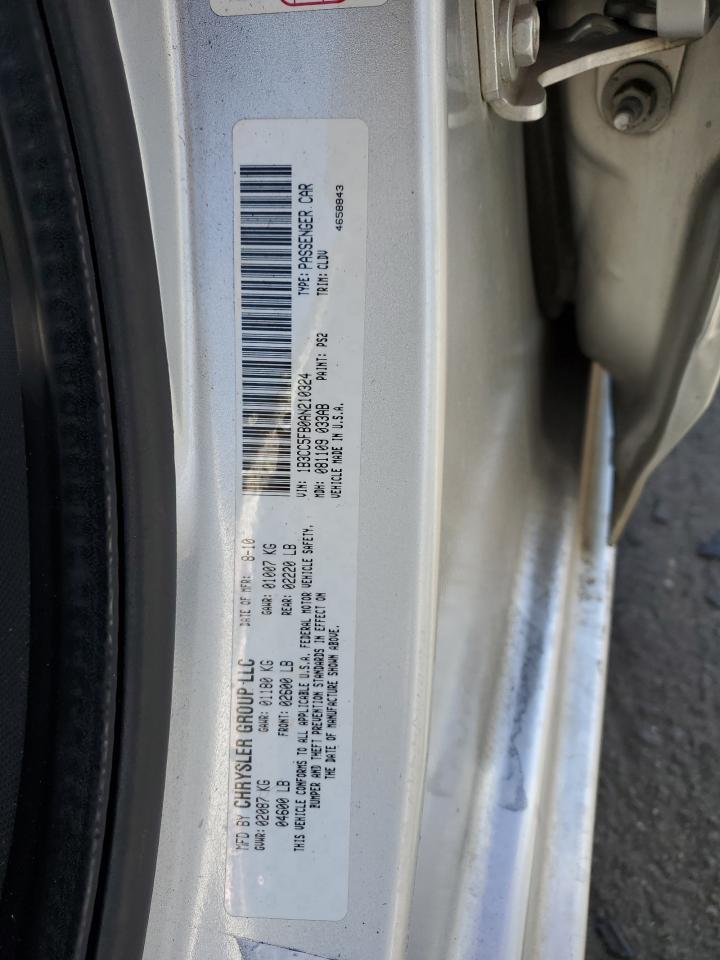 MFD BY CHRYSLER GROUP LLC DATE OF MFR: 8-10
GVWR: 02087 KG GAWR: 01180 KG GAWR: 01007 KG
04600 LB FRONT: 02600 LB REAR: 02220 LB
THIS VEHICLE CONFORMS TO ALL APPLICABLE U.S.A. FEDERAL MOTOR VEHICLE SAFETY,
BUMPER AND THEFT PREVENTION STANDARDS IN EFFECT ON
THE DATE OF MANUFACTURE SHOWN ABOVE.
VIN: 1B3CC5FB0AN210324 TYPE: PASSENGER CAR
MDH: 081109 033AB PAINT: PS2 TRIM: CLDV
VEHICLE MADE IN U.S.A. 4658843